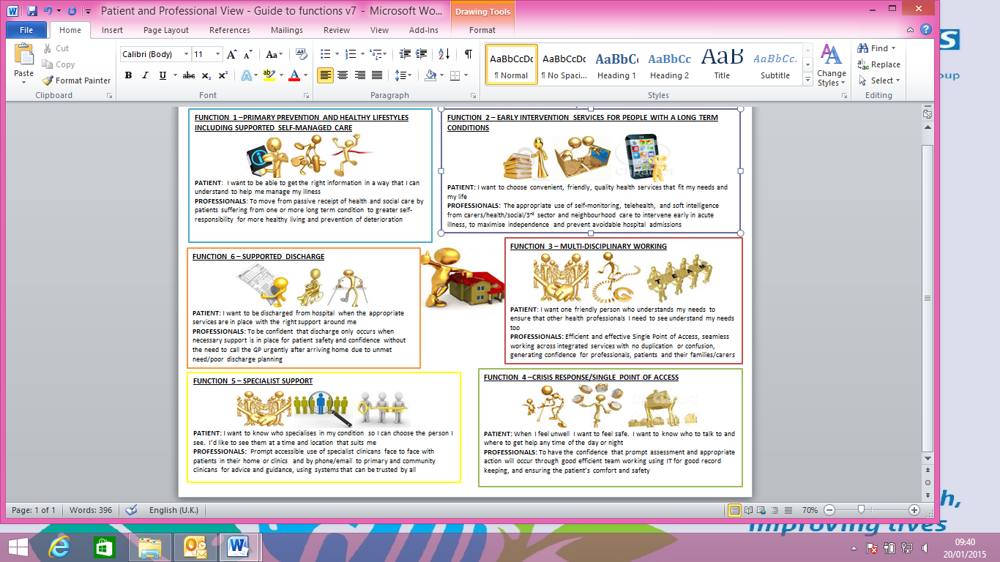 Patient and Professional View - Guide to functions v7 - Microsoft Wo...
Drawing Tools
File
Home
Insert
Page Layout
References
Mailings
Review
View
Add-Ins
Format
Paste
Cut
Copy
Format Painter
Clipboard
Calibri (Body)
11
Font
Paragraph
AaBbCcDc
¶ Normal
AaBbCcDc
¶ No Spaci...
AaBbC
Heading 1
AaBbCc
Heading 2
AaB
Title
AaBbCc.
Subtitle
Change
Styles
Styles
Find
Replace
Select
Editing
FUNCTION 1 –PRIMARY PREVENTION AND HEALTHY LIFESTYLES
INCLUDING SUPPORTED SELF-MANAGED CARE
PATIENT: I want to be able to get the right information in a way that I can
understand to help me manage my illness
PROFESSIONALS: To move from passive receipt of health and social care by
patients suffering from one or more long term condition to greater self-
responsibility for more healthy living and prevention of deterioration
FUNCTION 2 – EARLY INTERVENTION SERVICES FOR PEOPLE WITH A LONG TERM
CONDITIONS
PATIENT: I want to choose convenient, friendly, quality health services that fit my needs and
my life
PROFESSIONALS: The appropriate use of self-monitoring, telehealth, and soft intelligence
from carers/health/social/3rd sector and neighbourhood care to intervene early in acute
illness, to maximise independence and prevent avoidable hospital admissions
FUNCTION 6 – SUPPORTED DISCHARGE
PATIENT: I want to be discharged from hospital when the appropriate
services are in place with the right support around me
PROFESSIONALS: To be confident that discharge only occurs when
necessary support is in place for patient safety and confidence without
the need to call the GP urgently after arriving home due to unmet
need/poor discharge planning
FUNCTION 3 – MULTI-DISCIPLINARY WORKING
TEAM
PATIENT: I want one friendly person who understands my needs to
ensure that other health professionals I need to see understand my needs
too
PROFESSIONALS: Efficient and effective Single Point of Access, seamless
working across integrated services with no duplication or confusion,
generating confidence for professionals, patients and their families/carers
FUNCTION 5 – SPECIALIST SUPPORT
PATIENT: I want to know who specialises in my condition so I can choose the person I
see. I'd like to see them at a time and location that suits me
PROFESSIONALS: Prompt accessible use of specialist clinicians face to face with
patients in their home or clinics and by phone/email to primary and community
clinicians for advice and guidance, using systems that can be trusted by all
FUNCTION 4 –CRISIS RESPONSE/SINGLE POINT OF ACCESS
PATIENT: When I feel unwell I want to feel safe. I want to know who to talk to and
where to get help any time of the day or night
PROFESSIONALS: To have the confidence that prompt assessment and appropriate
action will occur through good efficient team working using IT for good record
keeping, and ensuring the patient's comfort and safety
Page: 1 of 1
Words: 396
English (U.K.)
70%
improving lives
09:40
20/01/2015